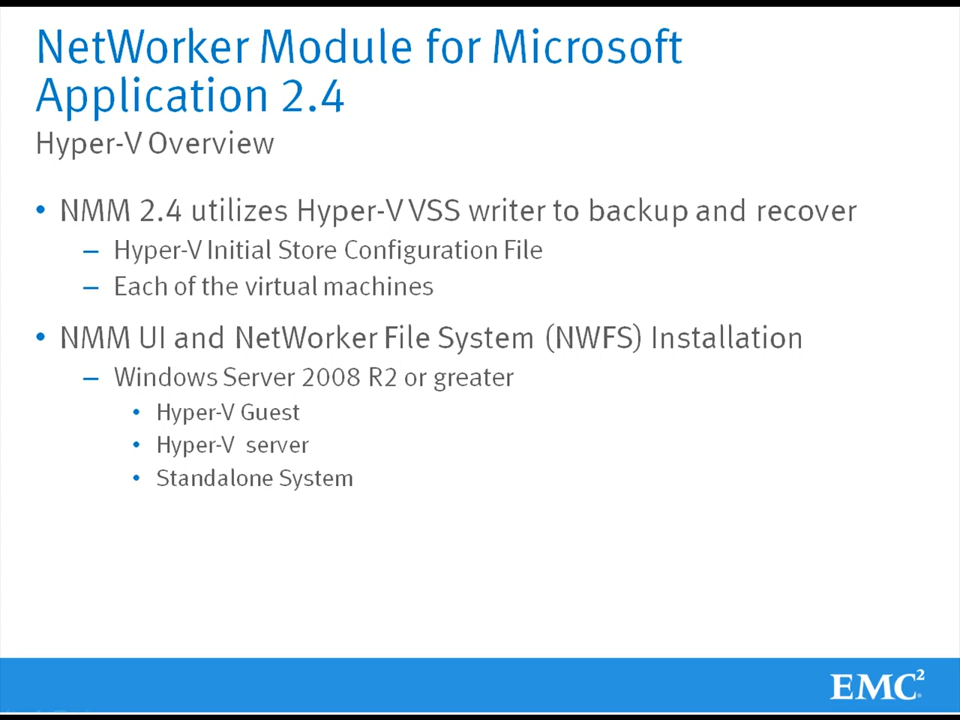 NetWorker Module for Microsoft
Application 2.4
Hyper-V Overview
• NMM 2.4 utilizes Hyper-V VSS writer to backup and recover
– Hyper-V Initial Store Configuration File
– Each of the virtual machines
• NMM UI and NetWorker File System (NWFS) Installation
– Windows Server 2008 R2 or greater
• Hyper-V Guest
• Hyper-V server
• Standalone System
EMC²